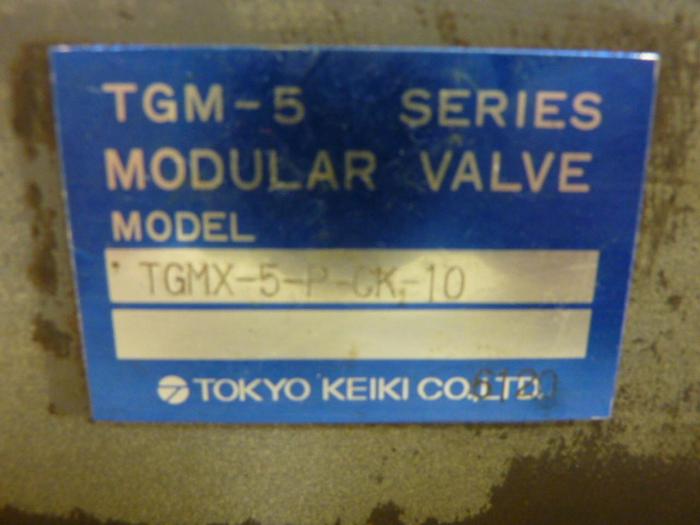 TGM-5 SERIES
MODULAR VALVE
MODEL
TGMX-5-P-CK-10
TOKYO KEIKI CO.,LTD.